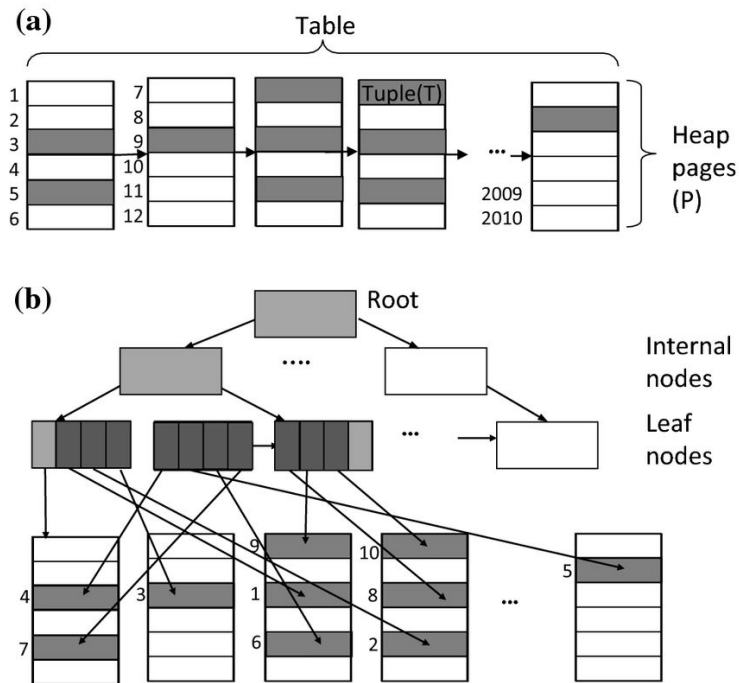 (a)
Table
1
2
3
4
5
6
7
8
9
10
11
12
Tuple(T)
...
2009
2010
Heap
pages
(P)
(b)
Root
....
Internal
nodes
...
Leaf
nodes
4
7
3
9
1
6
10
8
2
...
5